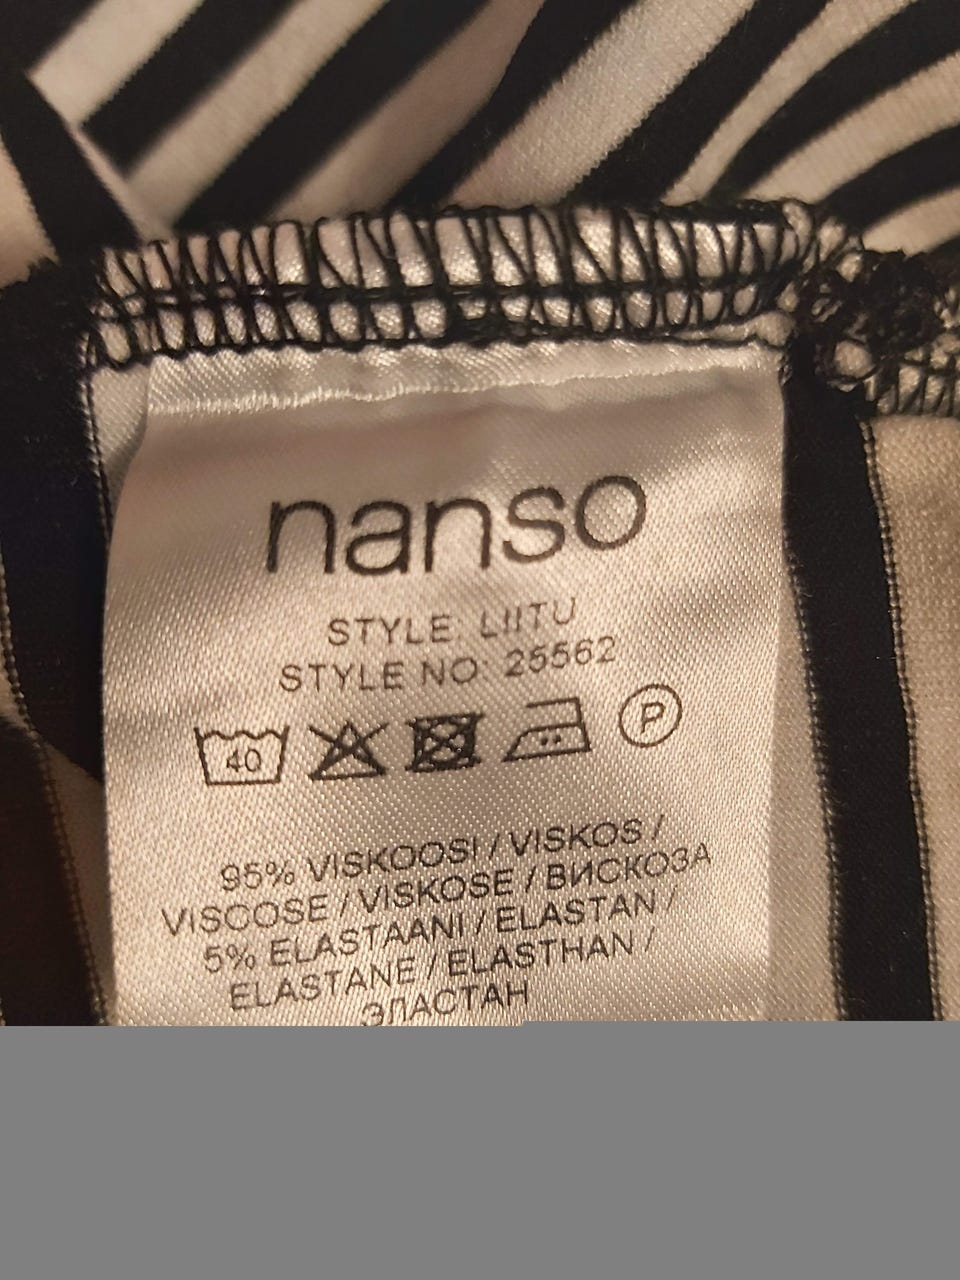 nanso
STYLE: LIITU
STYLE NO: 25562
40 P
95% VISKOOSI / VISKOS /
VISCOSE / VISKOSE / ВИСКОЗА
5% ELASTAANI / ELASTAN /
ELASTANE / ELASTHAN /
ЭЛАСТАН